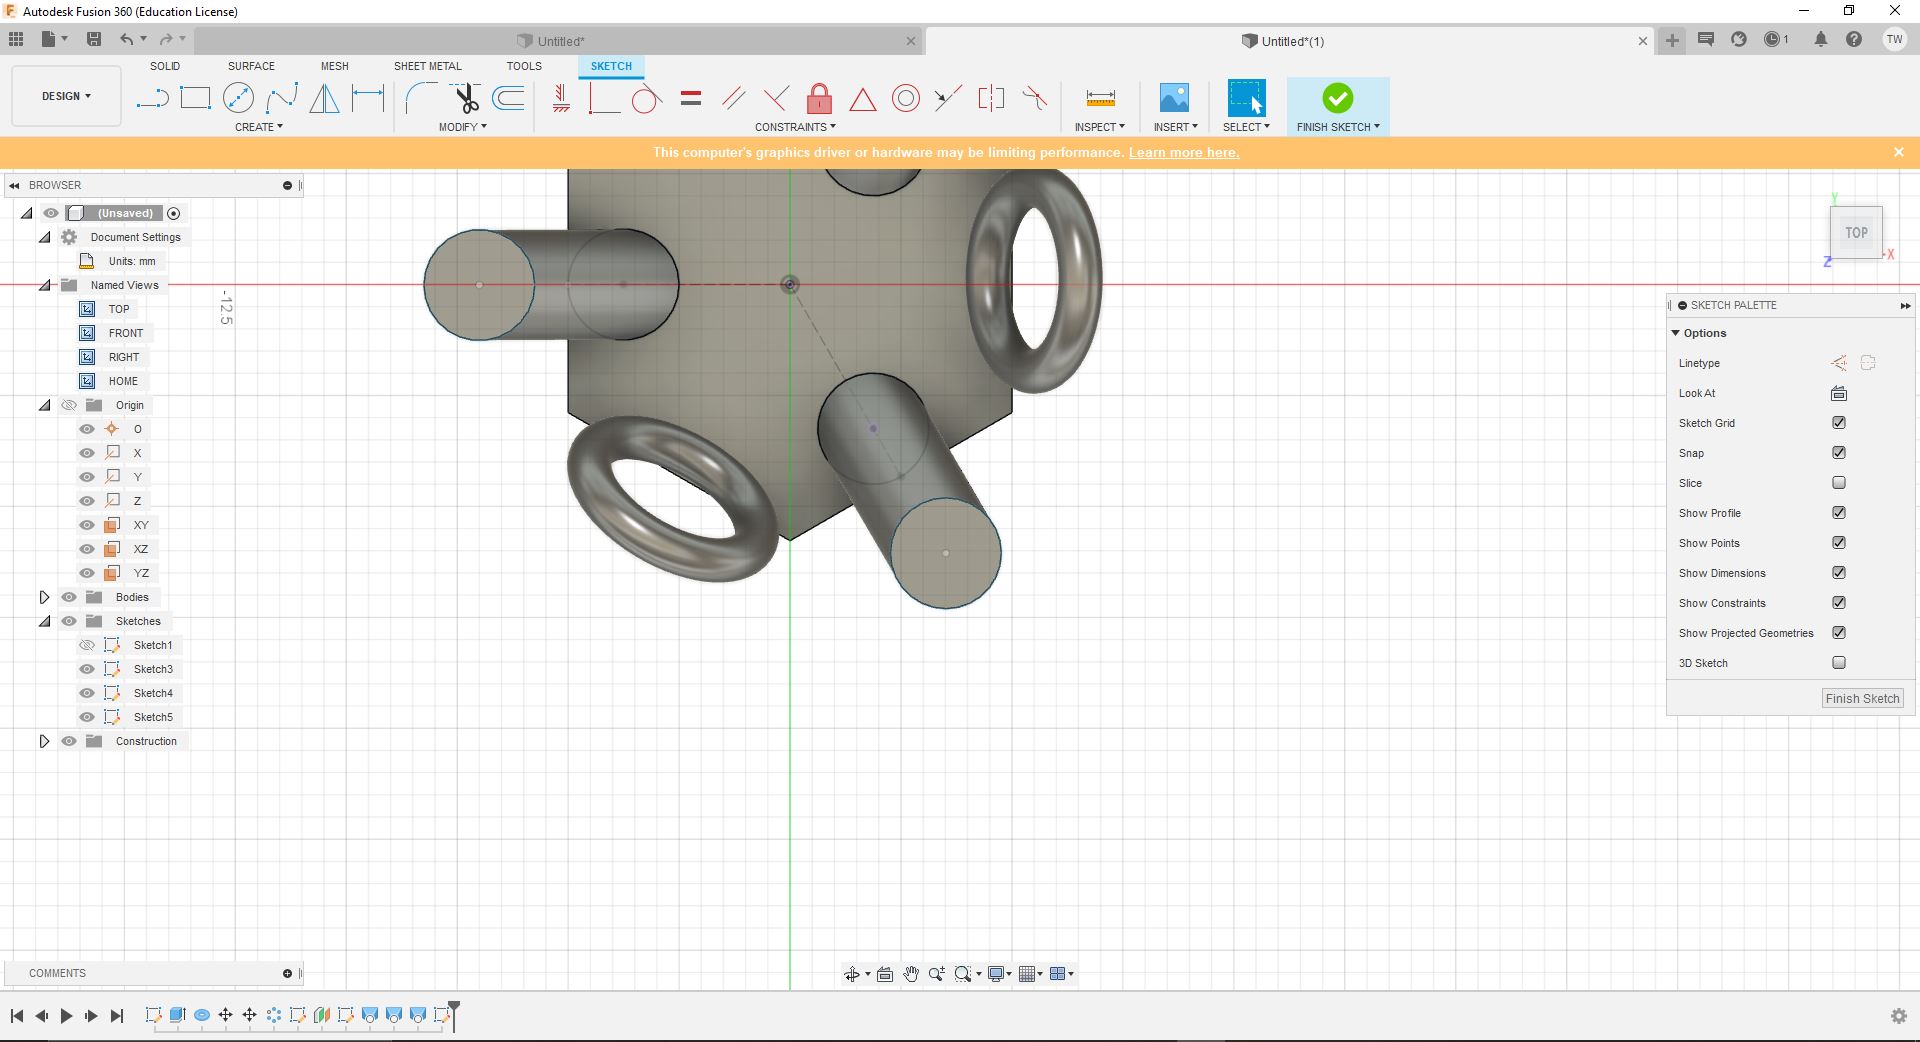 Autodesk Fusion 360 (Education License)
Untitled*
Untitled*(1)
1
TW
DESIGN
SOLID
SURFACE
MESH
SHEET METAL
TOOLS
SKETCH
CREATE
MODIFY
CONSTRAINTS
INSPECT
INSERT
SELECT
FINISH SKETCH
This computer's graphics driver or hardware may be limiting performance. Learn more here.
BROWSER
(Unsaved)
Document Settings
Units: mm
Named Views
TOP
FRONT
RIGHT
HOME
Origin
O
X
Y
Z
XY
XZ
YZ
Bodies
Sketches
Sketch1
Sketch3
Sketch4
Sketch5
Construction
-12.5
Y
TOP
X
Z
SKETCH PALETTE
Options
Linetype
Look At
Sketch Grid
Snap
Slice
Show Profile
Show Points
Show Dimensions
Show Constraints
Show Projected Geometries
3D Sketch
Finish Sketch
COMMENTS